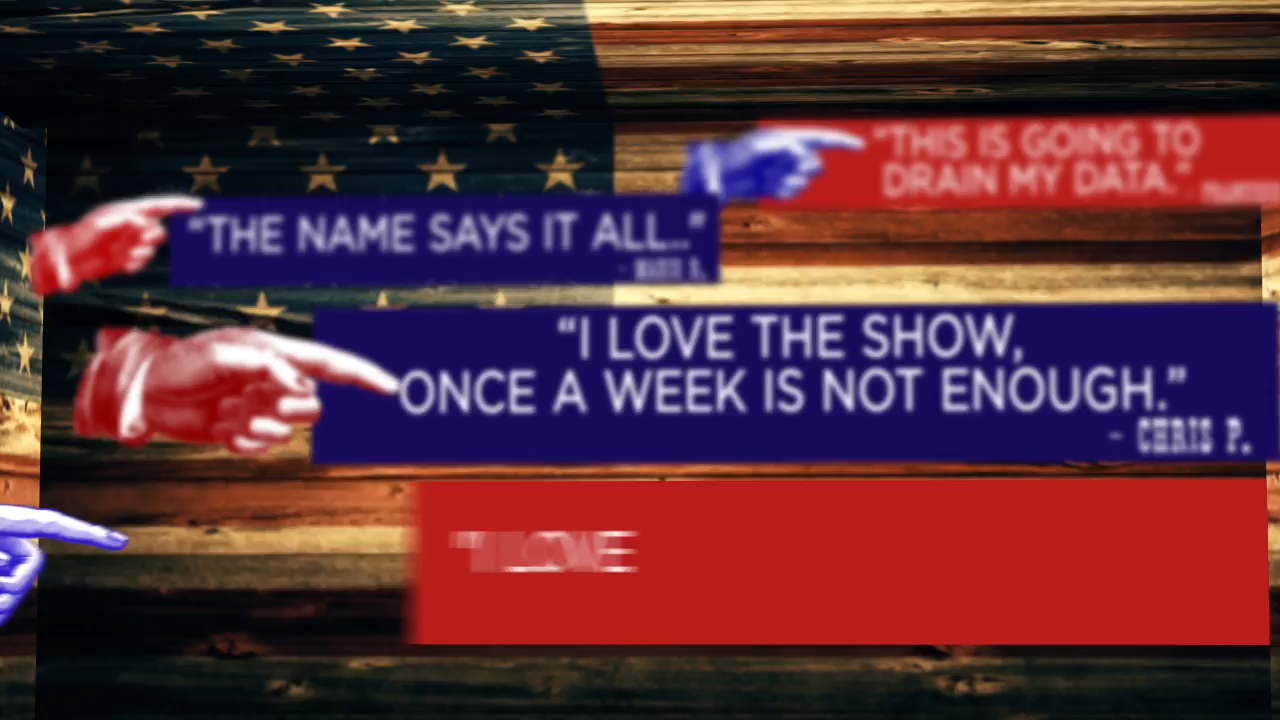 "THIS IS GOING TO
DRAIN MY DATA."
"THE NAME SAYS IT ALL..."
"I LOVE THE SHOW,
ONCE A WEEK IS NOT ENOUGH."
- CHRIS P.
"I LOVE